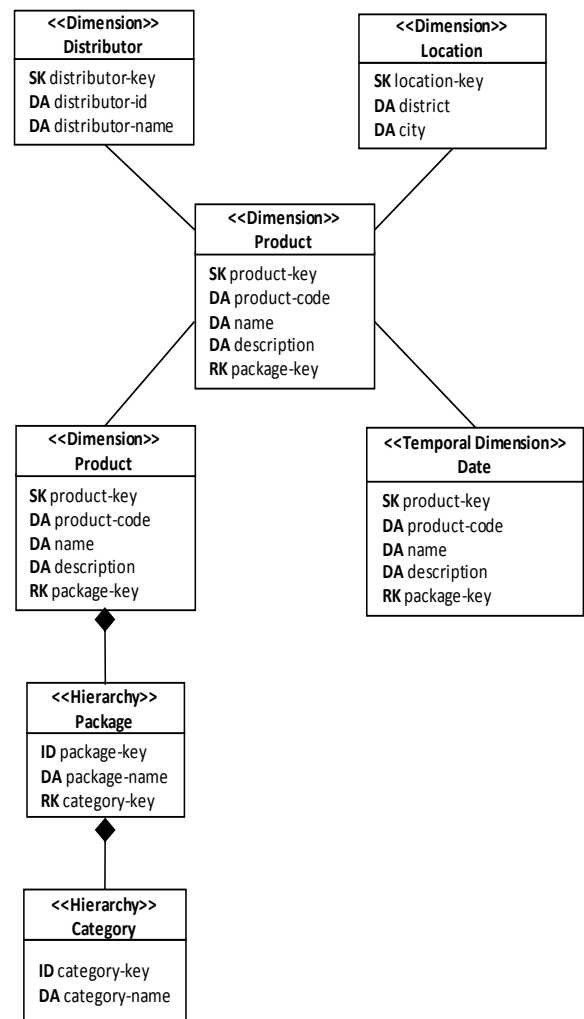 <<Dimension>>
Distributor
SK distributor-key
DA distributor-id
DA distributor-name
<<Dimension>>
Location
SK location-key
DA district
DA city
<<Dimension>>
Product
SK product-key
DA product-code
DA name
DA description
RK package-key
<<Dimension>>
Product
SK product-key
DA product-code
DA name
DA description
RK package-key
<<Temporal Dimension>>
Date
SK product-key
DA product-code
DA name
DA description
RK package-key
<<Hierarchy>>
Package
ID package-key
DA package-name
RK category-key
<<Hierarchy>>
Category
ID category-key
DA category-name